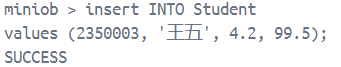 miniob > insert INTO Student
values (2350003, '王五', 4.2, 99.5);
SUCCESS